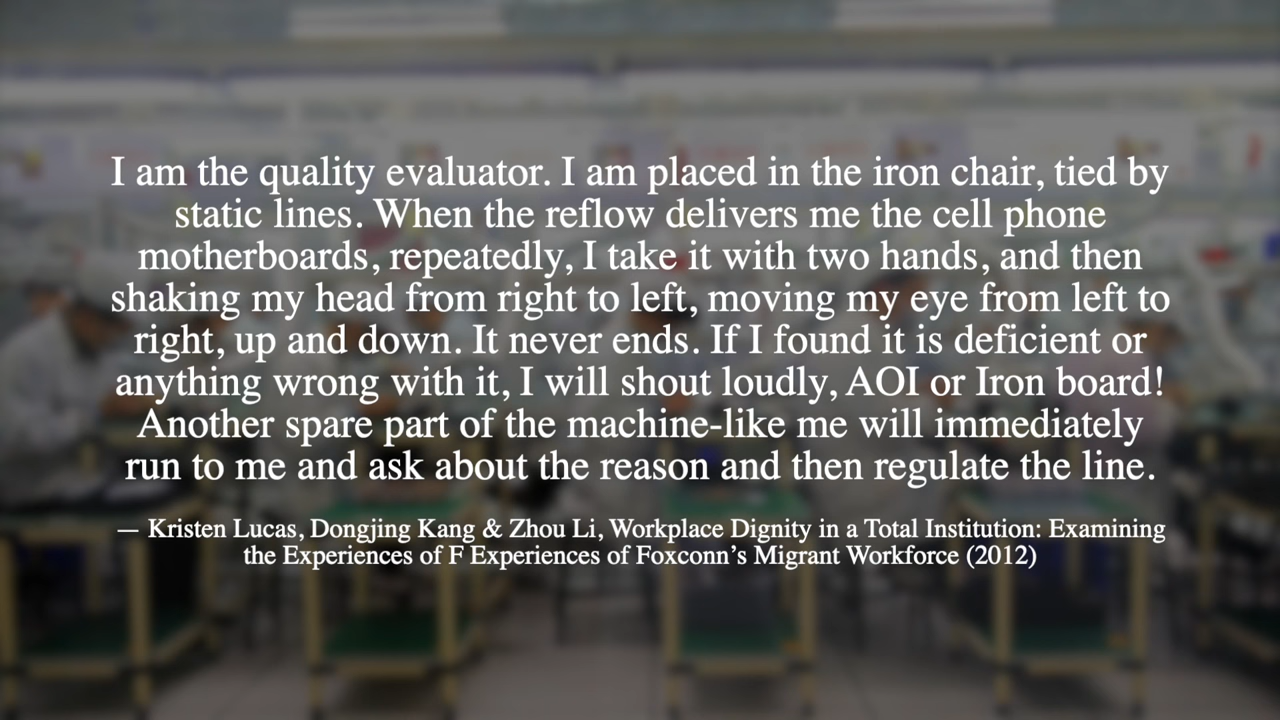 I am the quality evaluator. I am placed in the iron chair, tied by
static lines. When the reflow delivers me the cell phone
motherboards, repeatedly, I take it with two hands, and then
shaking my head from right to left, moving my eye from left to
right, up and down. It never ends. If I found it is deficient or
anything wrong with it, I will shout loudly, AOI or Iron board!
Another spare part of the machine-like me will immediately
run to me and ask about the reason and then regulate the line.
— Kristen Lucas, Dongjing Kang & Zhou Li, Workplace Dignity in a Total Institution: Examining
the Experiences of F Experiences of Foxconn’s Migrant Workforce (2012)